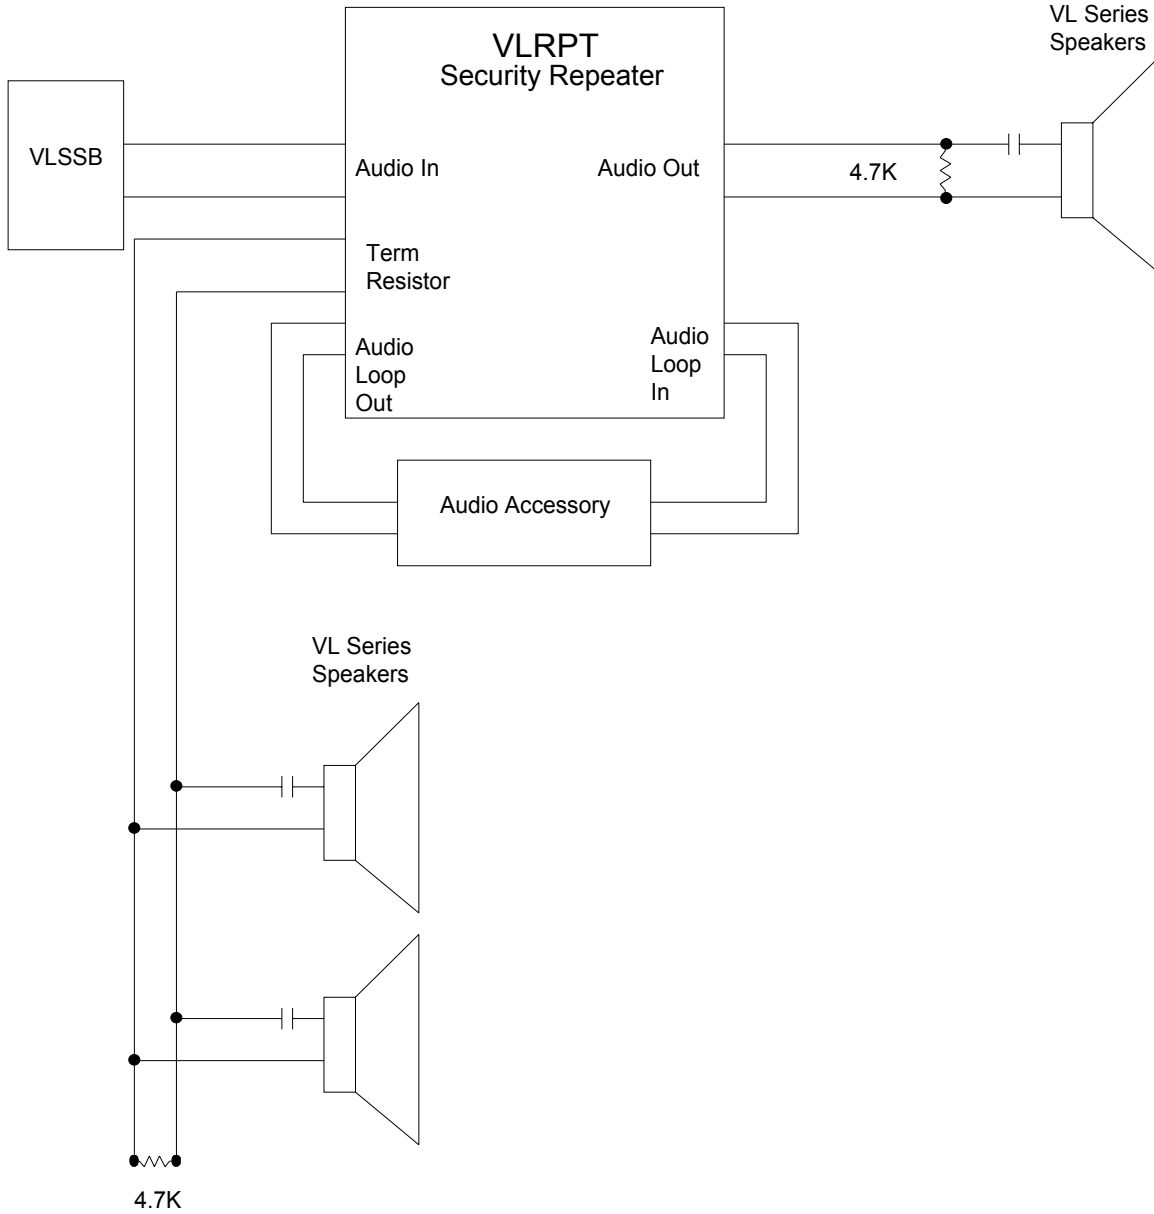 VL Series
Speakers
VLRPT
Security Repeater
VLSSB
Audio In
Audio Out
4.7K
Term
Resistor
Audio
Loop
Out
Audio
Loop
In
Audio Accessory
VL Series
Speakers
4.7K